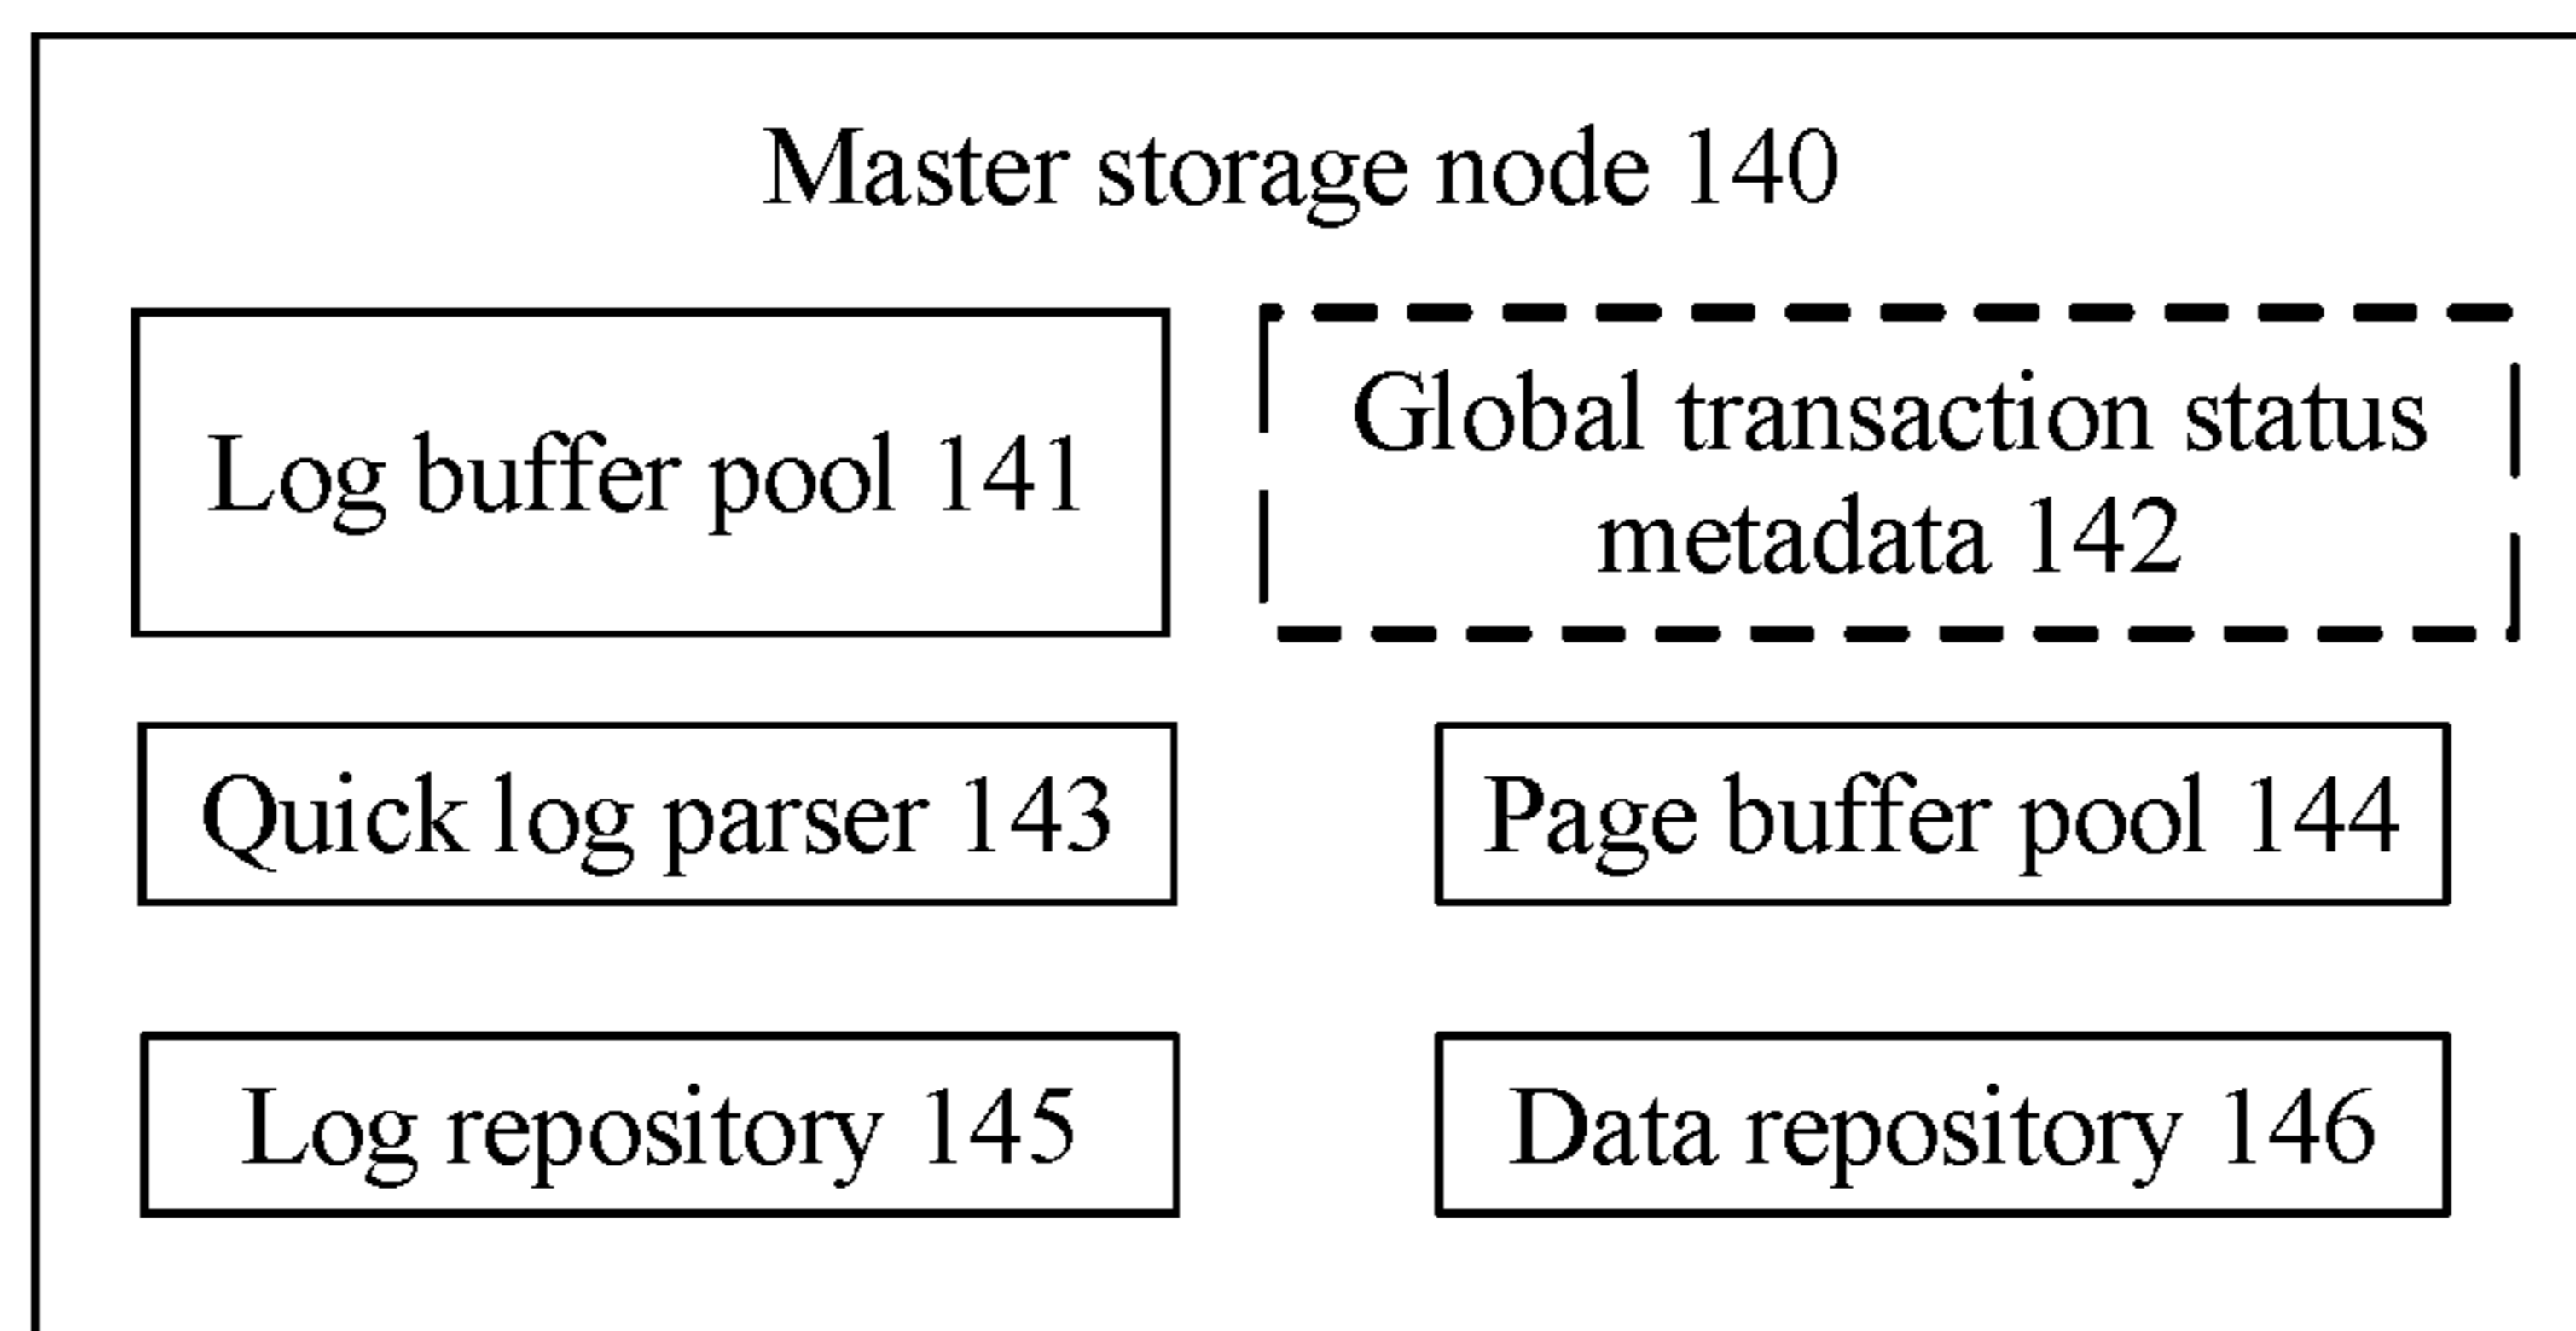 Master storage node 140
Log buffer pool 141
Global transaction status
metadata 142
Quick log parser 143
Page buffer pool 144
Log repository 145
Data repository 146